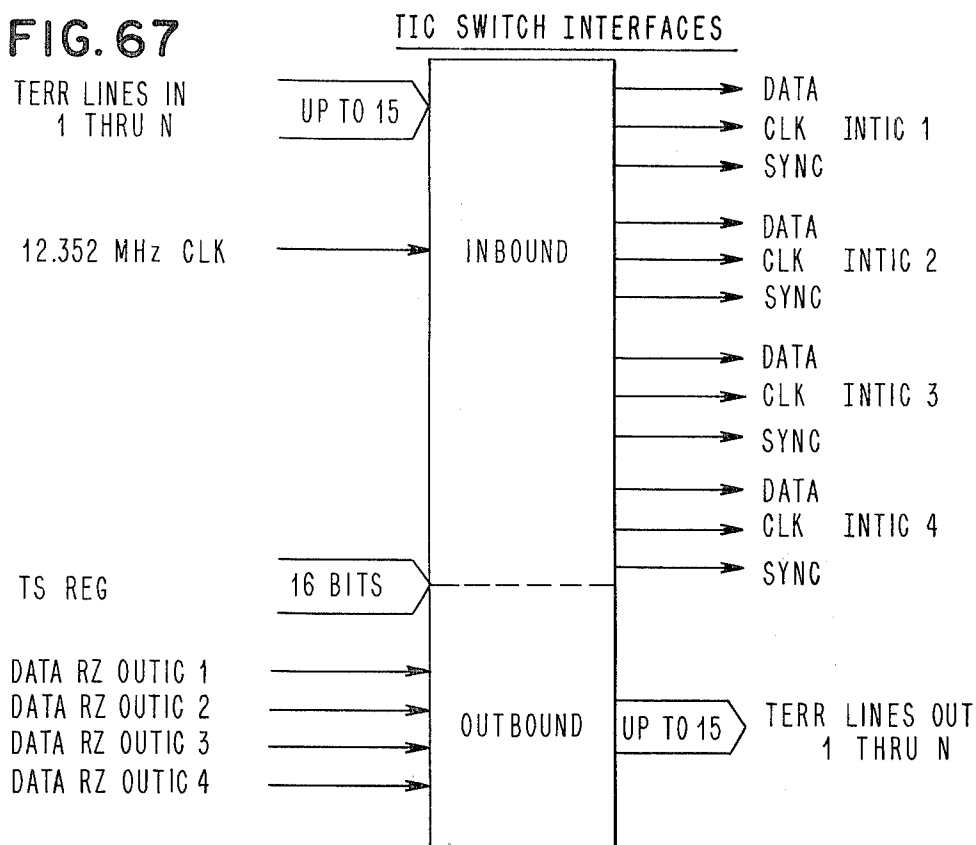 FIG. 67
TIC SWITCH INTERFACES
TERR LINES IN
1 THRU N
UP TO 15
12.352 MHz CLK
INBOUND
DATA
CLK INTIC 1
SYNC
DATA
CLK INTIC 2
SYNC
DATA
CLK INTIC 3
SYNC
DATA
CLK INTIC 4
SYNC
TS REG
16 BITS
DATA RZ OUTIC 1
DATA RZ OUTIC 2
DATA RZ OUTIC 3
DATA RZ OUTIC 4
OUTBOUND
UP TO 15
TERR LINES OUT
1 THRU N